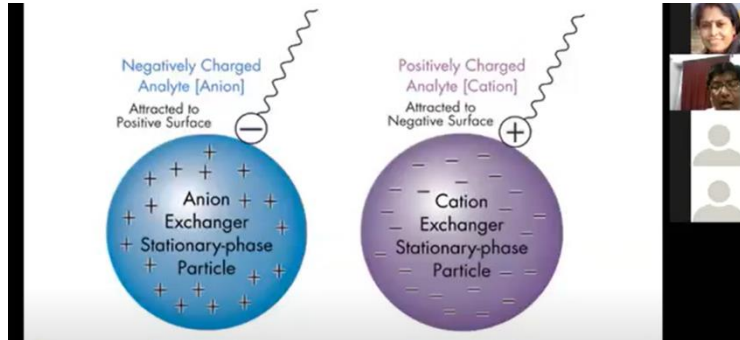 Negatively Charged
Analyte [Anion]
Attracted to
Positive Surface
−
Anion
Exchanger
Stationary-phase
Particle
Positively Charged
Analyte [Cation]
Attracted to
Negative Surface
+
Cation
Exchanger
Stationary-phase
Particle